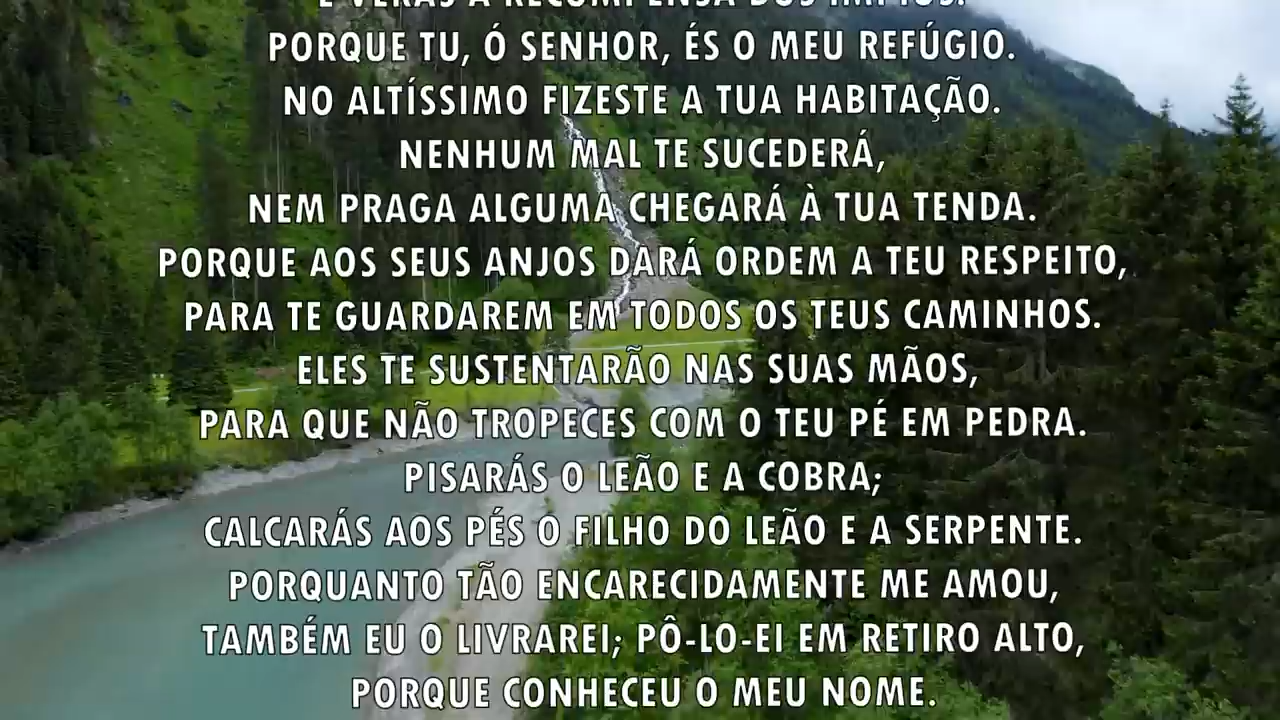 E VERÁS A RECOMPENSA DOS ÍMPIOS.
PORQUE TU, Ó SENHOR, ÉS O MEU REFÚGIO.
NO ALTÍSSIMO FIZESTE A TUA HABITAÇÃO.
NENHUM MAL TE SUCEDERÁ,
NEM PRAGA ALGUMA CHEGARÁ À TUA TENDA.
PORQUE AOS SEUS ANJOS DARÁ ORDEM A TEU RESPEITO,
PARA TE GUARDAREM EM TODOS OS TEUS CAMINHOS.
ELES TE SUSTENTARÃO NAS SUAS MÃOS,
PARA QUE NÃO TROPECES COM O TEU PÉ EM PEDRA.
PISARÁS O LEÃO E A COBRA;
CALCARÁS AOS PÉS O FILHO DO LEÃO E A SERPENTE.
PORQUANTO TÃO ENCARECIDAMENTE ME AMOU,
TAMBÉM EU O LIVRAREI; PÔ-LO-EI EM RETIRO ALTO,
PORQUE CONHECEU O MEU NOME.